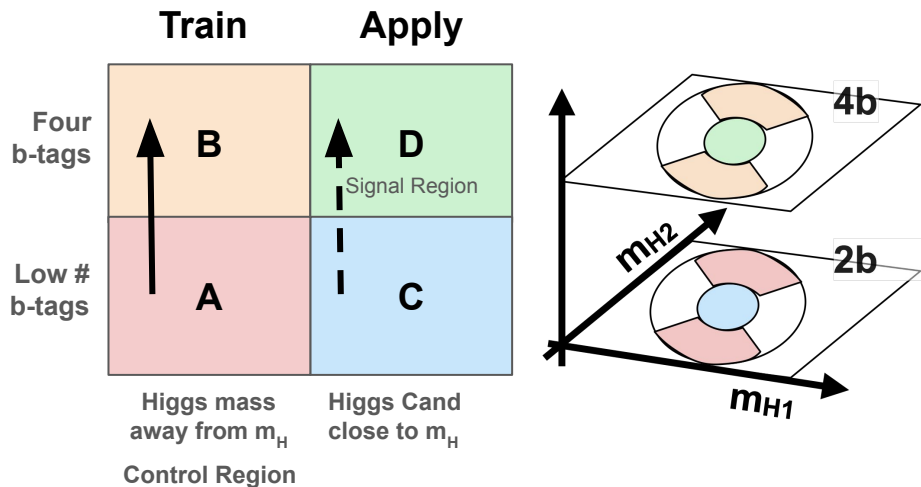 Train
Apply
Four
b-tags
B
D
Signal Region
Low #
b-tags
A
C
Higgs mass
away from m_H
Higgs Cand
close to m_H
Control Region
4b
m_H2
2b
m_H1